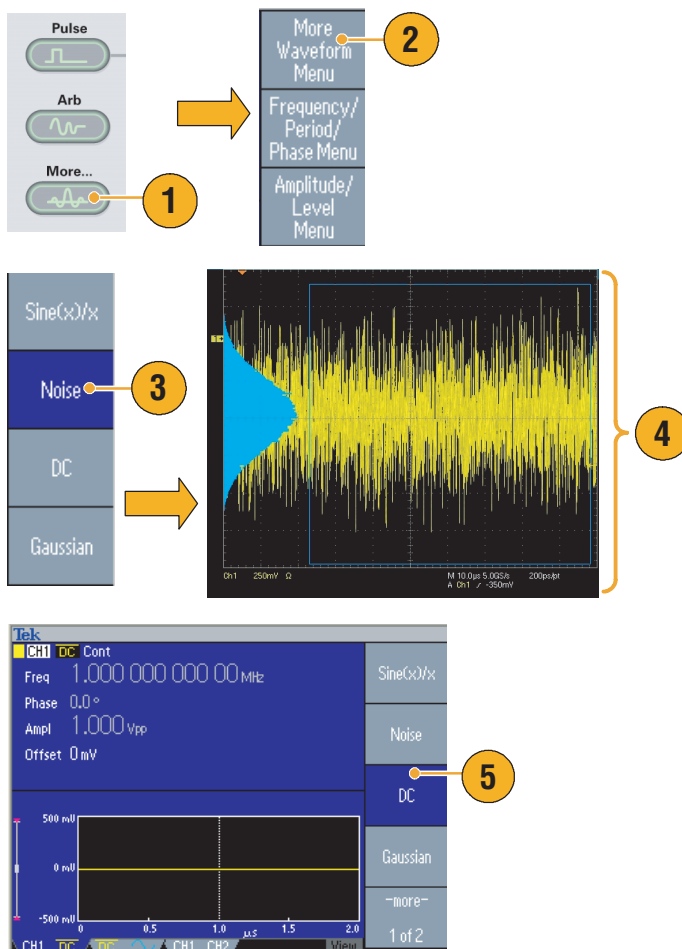 Pulse
Arb
More...
1
More
Waveform
Menu
Frequency/
Period/
Phase Menu
Amplitude/
Level
Menu
2
Sine(x)/x
Noise
DC
Gaussian
3
Ch1 250mV Ω
M 10.0µs 5.0GS/s 200ps/pt
A Ch1 -350mV
4
Tek
CH1 DC Cont
Freq 1.000 000 000 00 MHz
Phase 0.0 °
Ampl 1.000 Vpp
Offset 0 mV
500 mV
0 mV
-500 mV
0 0.5 1.0 µs 1.5 2.0
CH1 DC DC CH1 CH2 View
Sine(x)/x
Noise
DC
Gaussian
-more-
1 of 2
5